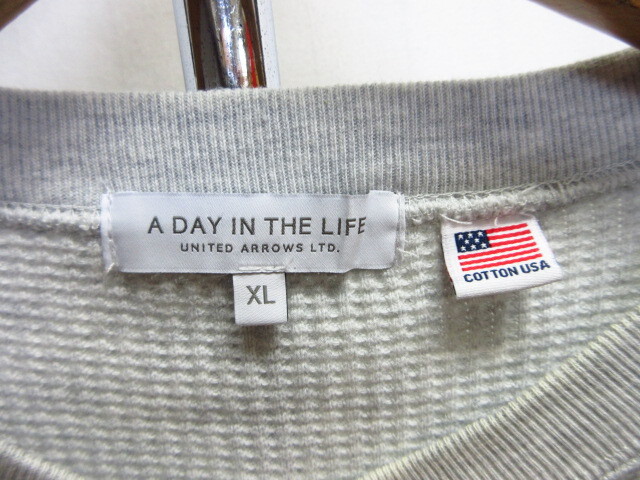 A DAY IN THE LIFE
UNITED ARROWS LTD.
XL
COTTON USA